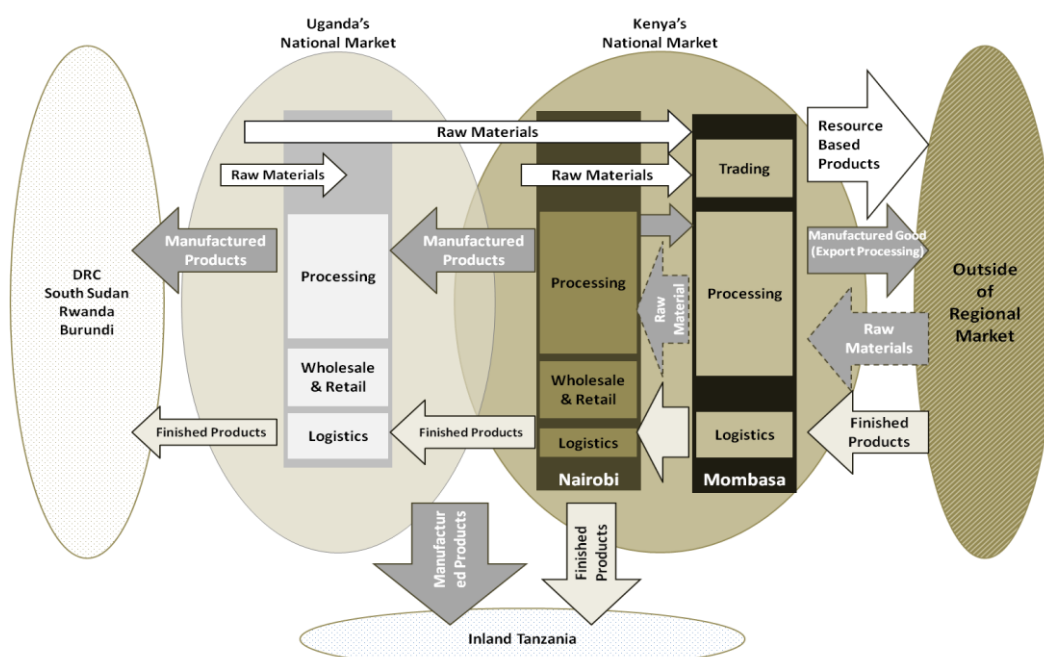 Uganda's
National Market
Kenya's
National Market
Raw Materials
Resource
Based
Products
Trading
Raw Materials
Raw Materials
Manufactured
Products
Manufactured
Products
Manufactured Good
(Export Processing)
DRC
South Sudan
Rwanda
Burundi
Processing
Processing
Processing
Raw
Material
Outside
of
Regional
Market
Raw
Materials
Wholesale
& Retail
Wholesale
& Retail
Finished Products
Logistics
Finished Products
Logistics
Logistics
Finished
Products
Nairobi
Mombasa
Manufactur
ed Products
Finished
Products
Inland Tanzania